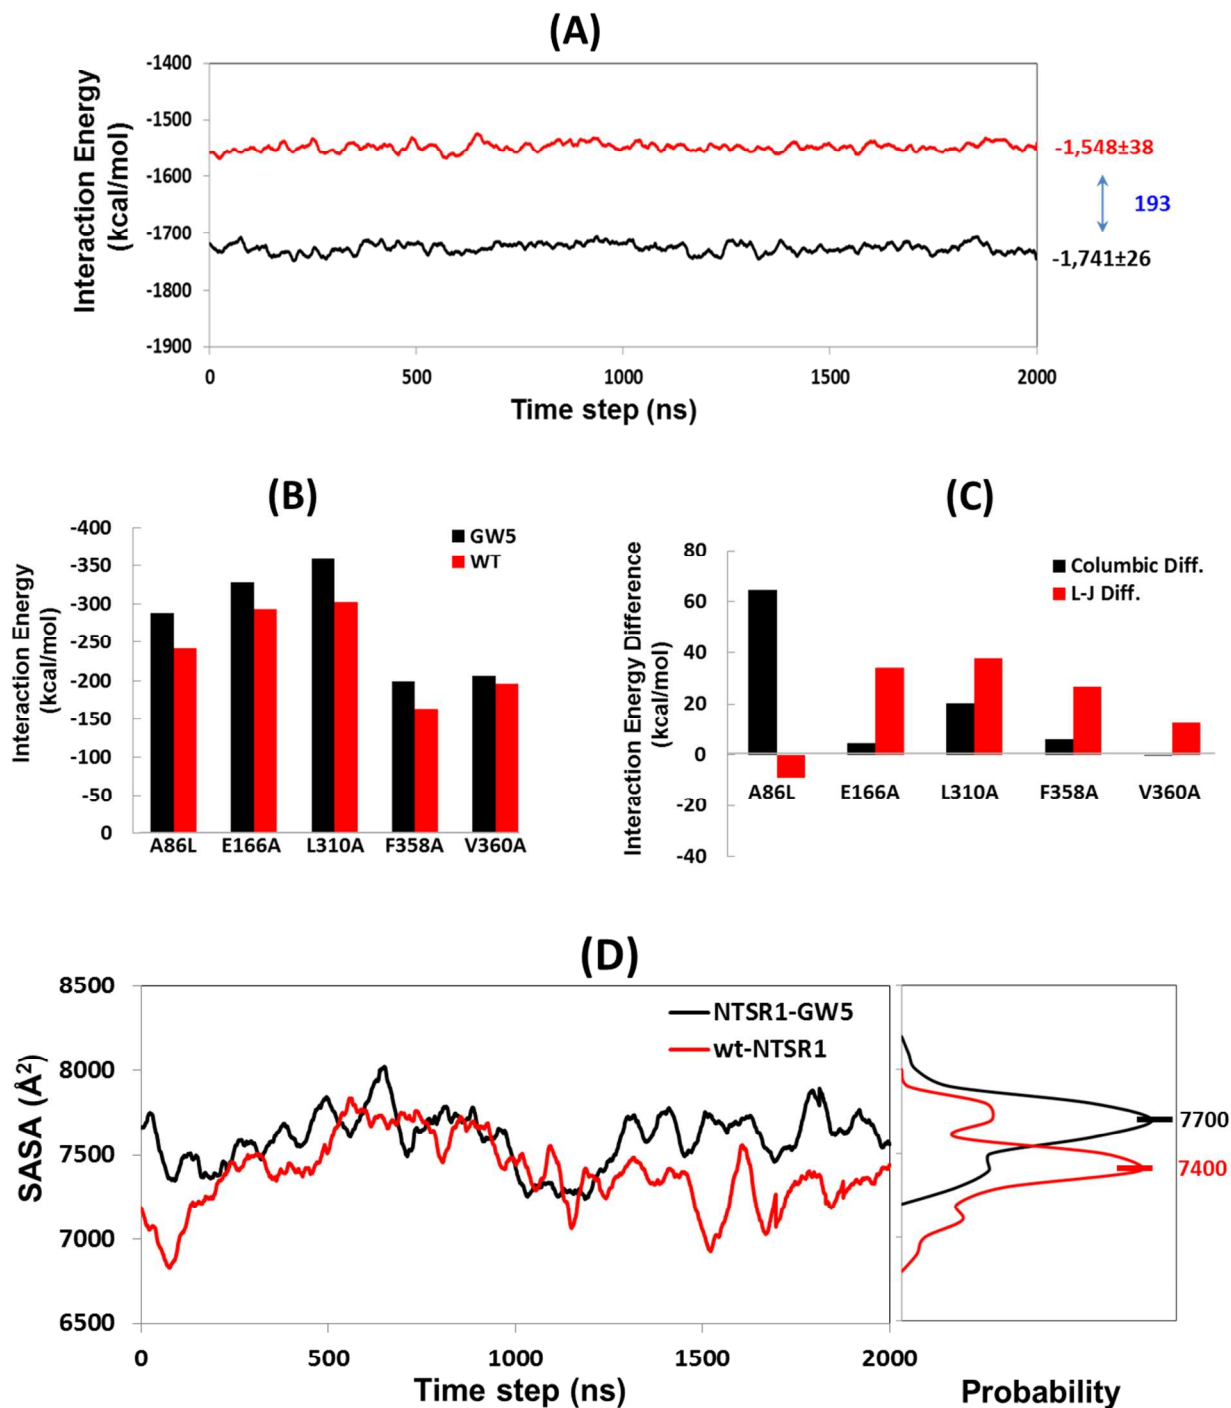 (A)
Interaction Energy
(kcal/mol)
-1400
-1500
-1600
-1700
-1800
-1900
0
500
1000
1500
2000
Time step (ns)
-1,548±38
193
-1,741±26
(B)
Interaction Energy
(kcal/mol)
-400
-350
-300
-250
-200
-150
-100
-50
0
GW5
WT
A86L
E166A
L310A
F358A
V360A
(C)
Interaction Energy Difference
(kcal/mol)
80
60
40
20
0
-20
-40
Columbic Diff.
L-J Diff.
A86L
E166A
L310A
F358A
V360A
(D)
SASA (Å²)
8500
8000
7500
7000
6500
NTSR1-GW5
wt-NTSR1
0
500
1000
1500
2000
Time step (ns)
7700
7400
Probability